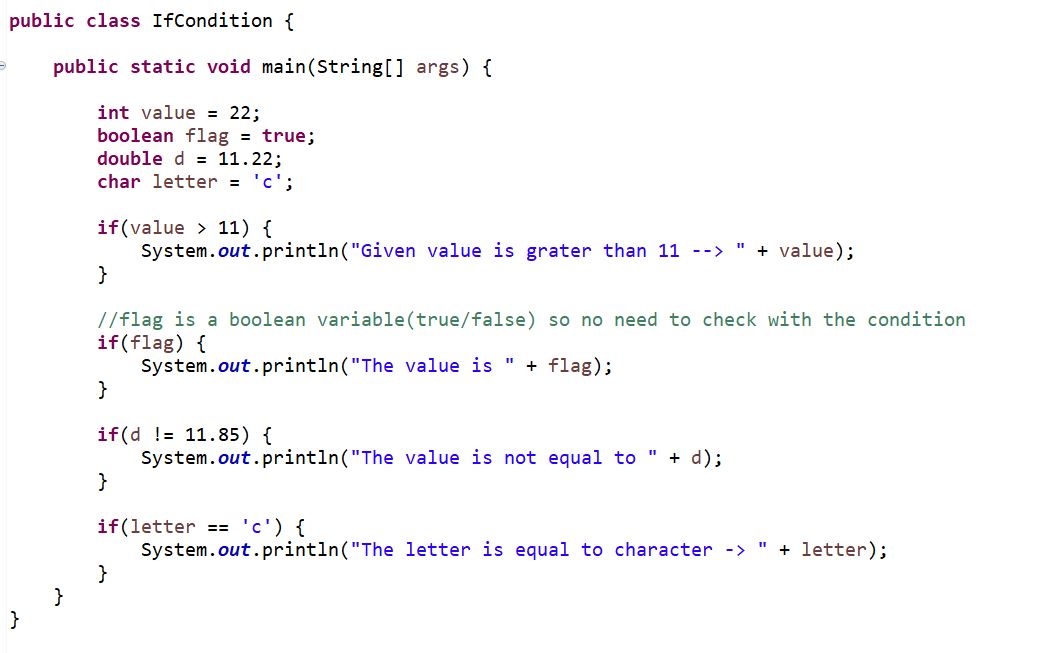 public class IfCondition {
public static void main(String[] args) {
int value = 22;
boolean flag = true;
double d = 11.22;
char letter = 'c';
if(value > 11) {
System.out.println("Given value is grater than 11 --> " + value);
}
//flag is a boolean variable(true/false) so no need to check with the condition
if(flag) {
System.out.println("The value is " + flag);
}
if(d != 11.85) {
System.out.println("The value is not equal to " + d);
}
if(letter == 'c') {
System.out.println("The letter is equal to character -> " + letter);
}
}
}